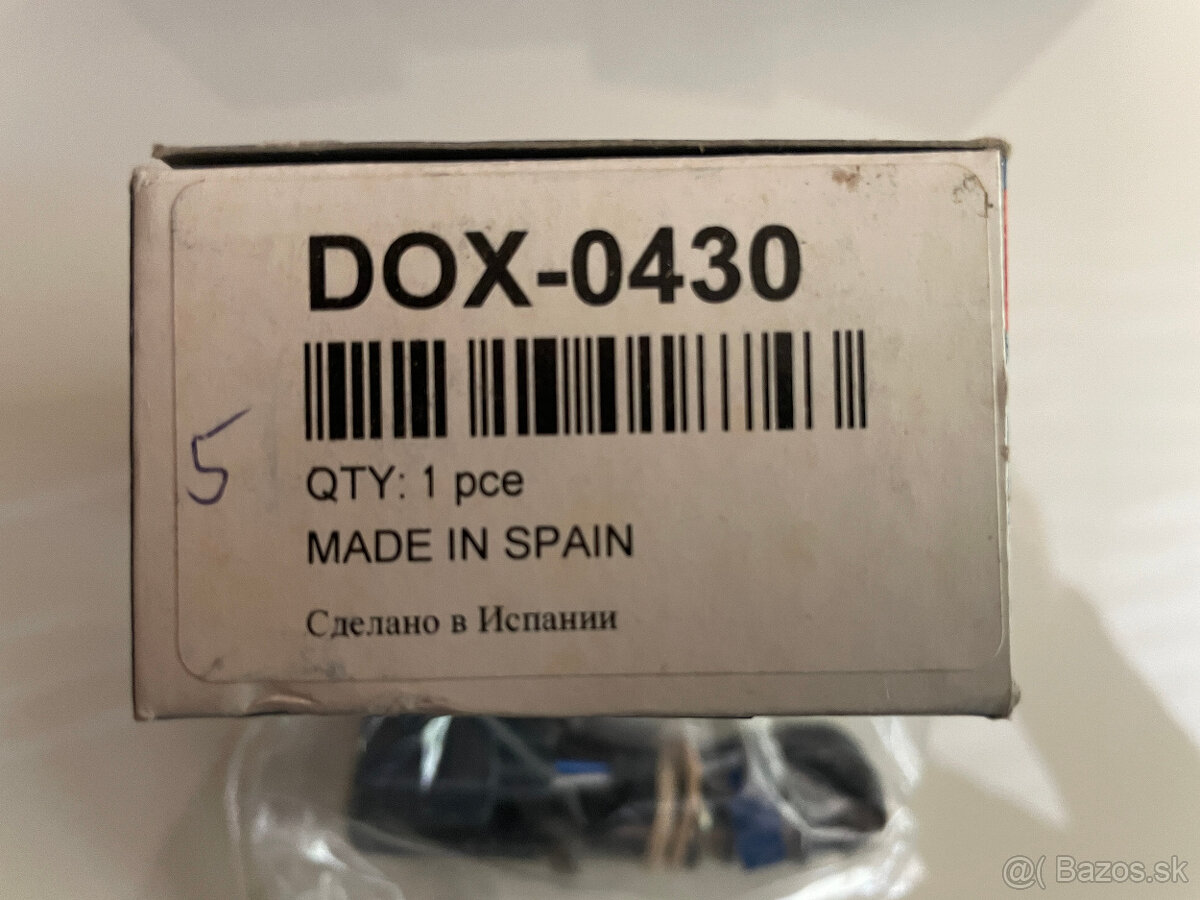 DOX-0430
5
QTY: 1 pce
MADE IN SPAIN
Сделано в Испании
@( Bazos.sk